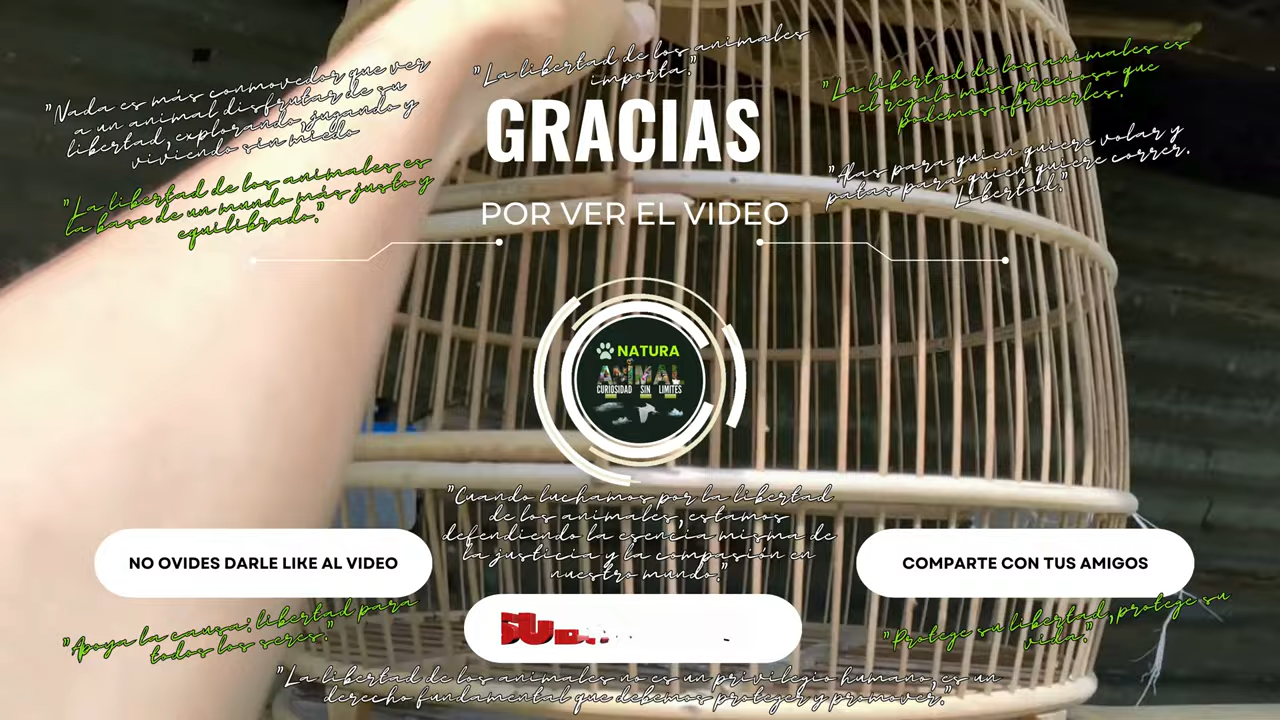 "La libertad de los animales
importa."
"Nada es más conmovedor que ver
a un animal disfrutar de su
libertad, explorando, jugando y
viviendo sin miedo
"La libertad de los animales es
la base de un mundo más justo y
equilibrado."
GRACIAS
POR VER EL VIDEO
"La libertad de los animales es
el regalo más precioso que
podemos ofrecerles."
"Alas para quien quiere volar y
patas para quien quiere correr.
Libertad."
NATURA
ANIMAL
CURIOSIDAD SIN LIMITES
"Cuando luchamos por la libertad
de los animales, estamos
defendiendo la esencia misma de
la justicia y la compasión en
nuestro mundo."
NO OVIDES DARLE LIKE AL VIDEO
COMPARTE CON TUS AMIGOS
"Apoya la causa: libertad para
todos los seres."
SU
"Protege su libertad, protege su
vida."
"La libertad de los animales no es un privilegio humano, es un
derecho fundamental que debemos proteger y promover."